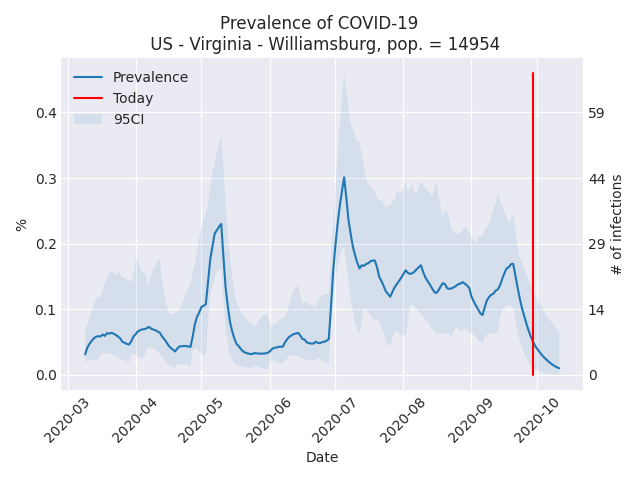 Prevalence of COVID-19
US - Virginia - Williamsburg, pop. = 14954
Prevalence
Today
95CI
0.4
0.3
0.2
0.1
0.0
%
59
44
29
14
0
# of infections
2020-03
2020-04
2020-05
2020-06
2020-07
2020-08
2020-09
2020-10
Date